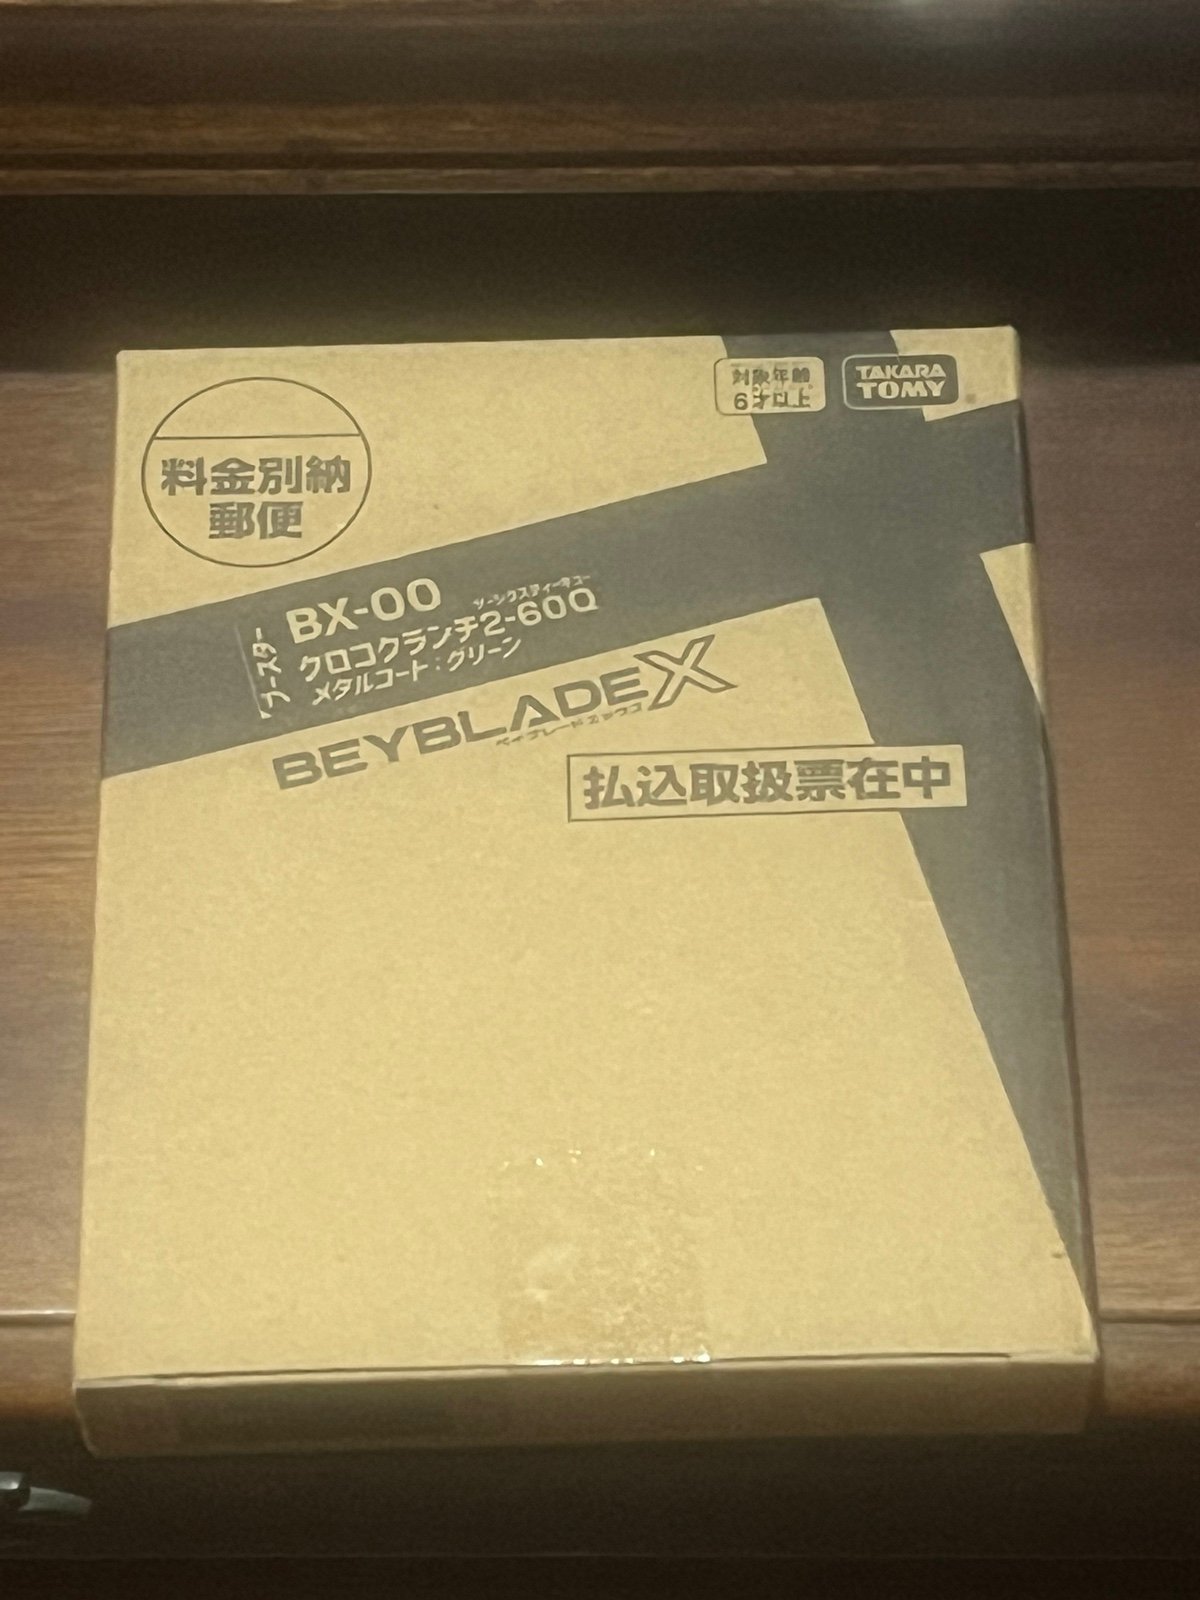 料金別納
郵便
対象年齢
6才以上
TAKARA
TOMY
ブースター
BX-00
ツーシックスティーキュー
クロコクランチ2-60Q
メタルコート:グリーン
BEYBLADE X
ベイブレードエックス
払込取扱票在中